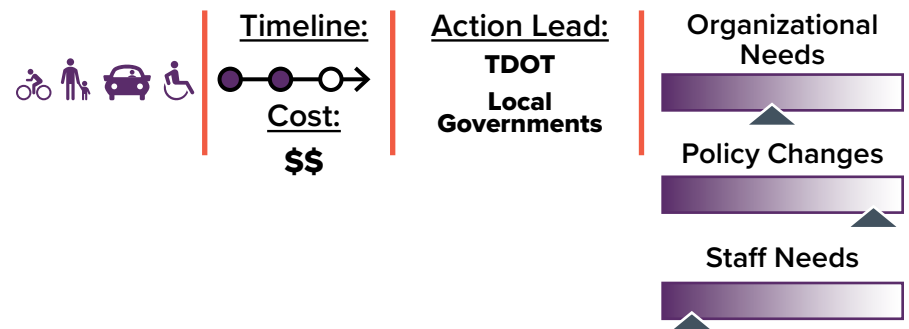 Timeline:
Cost:
$$
Action Lead:
TDOT
Local
Governments
Organizational
Needs
Policy Changes
Staff Needs